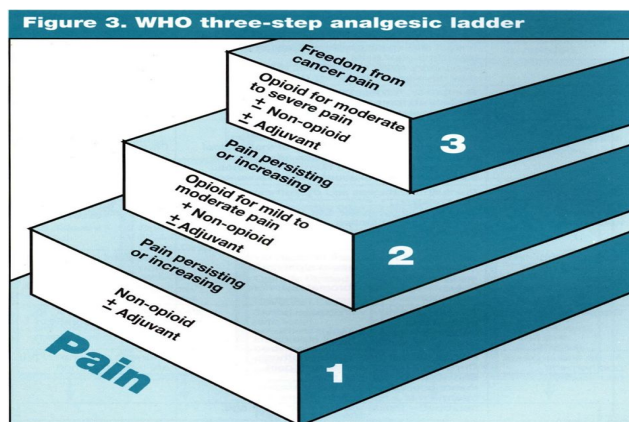 Figure 3. WHO three-step analgesic ladder
Freedom from
cancer pain
Opioid for moderate
to severe pain
± Non-opioid
± Adjuvant
3
Pain persisting
or increasing
Opioid for mild to
moderate pain
+ Non-opioid
± Adjuvant
2
Pain persisting
or increasing
Non-opioid
± Adjuvant
1
Pain